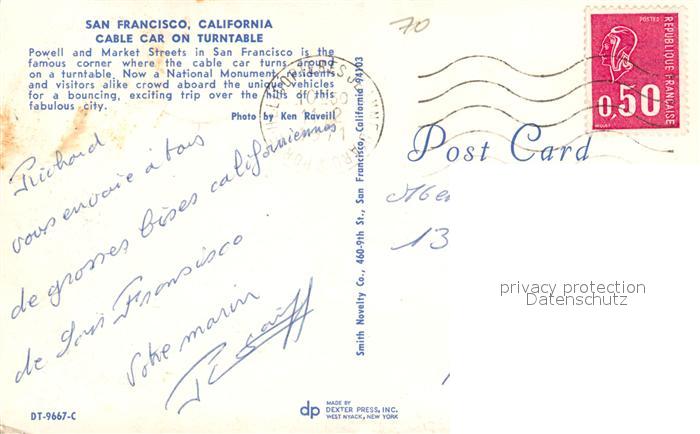 SAN FRANCISCO, CALIFORNIA
CABLE CAR ON TURNTABLE
Powell and Market Streets in San Francisco is the
famous corner where the cable car turns around
on a turntable. Now a National Monument, residents
and visitors alike crowd aboard the unique vehicles
for a bouncing, exciting trip over the hills of this
fabulous city.
Photo by Ken Raveill
Richard
vous envoie à tous
de grosses bises californiennes
de San Francisco
Votre marin
DT-9667-C
dp MADE BY
DEXTER PRESS, INC.
WEST NYACK, NEW YORK
Smith Novelty Co., 460-9th St., San Francisco, California 94103
70
POSTES
REPUBLIQUE FRANÇAISE
0,50
Post Card
13
privacy protection
Datenschutz